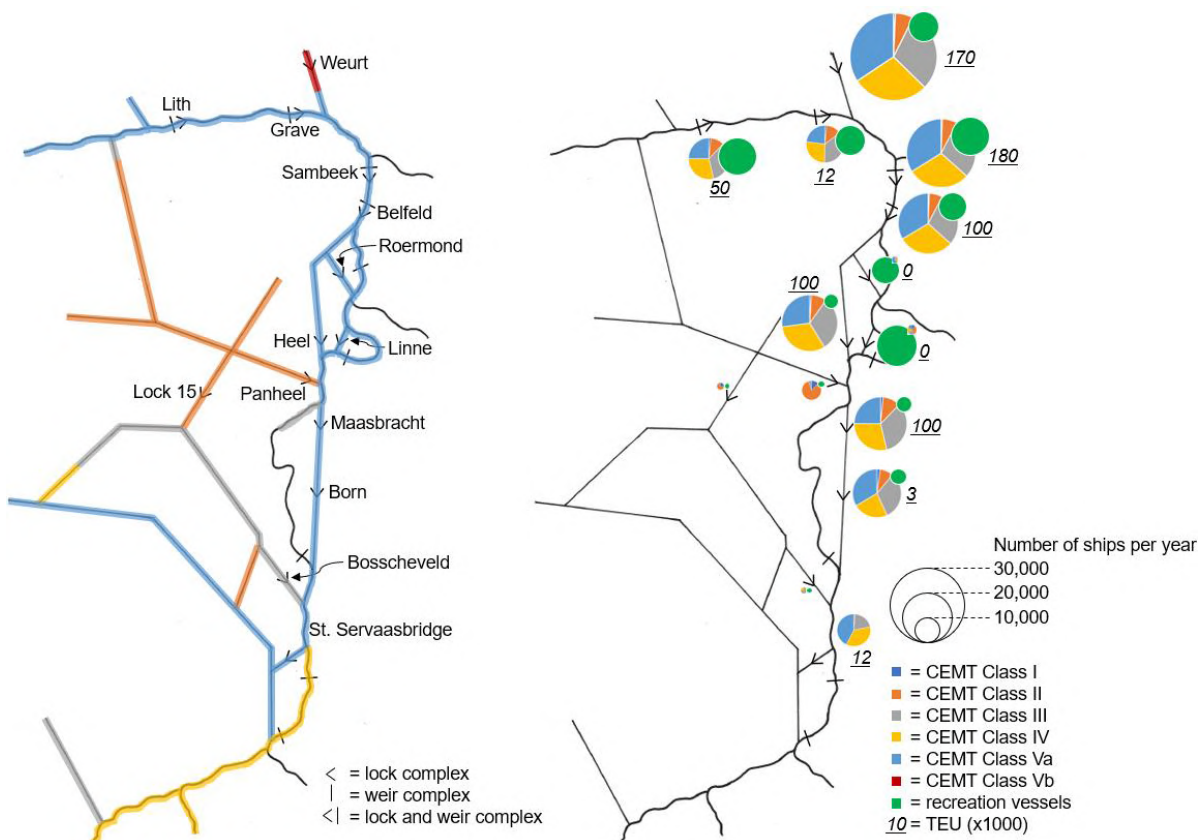 Weurt
Lith
Grave
Sambeek
Belfeld
Roermond
Heel
Linne
Lock 15
Panheel
Maasbracht
Born
Bosscheveld
St. Servaasbridge
< = lock complex
| = weir complex
<| = lock and weir complex
170
180
50
12
100
0
100
0
100
3
12
Number of ships per year
30,000
20,000
10,000
= CEMT Class I
= CEMT Class II
= CEMT Class III
= CEMT Class IV
= CEMT Class Va
= CEMT Class Vb
= recreation vessels
10 = TEU (x1000)